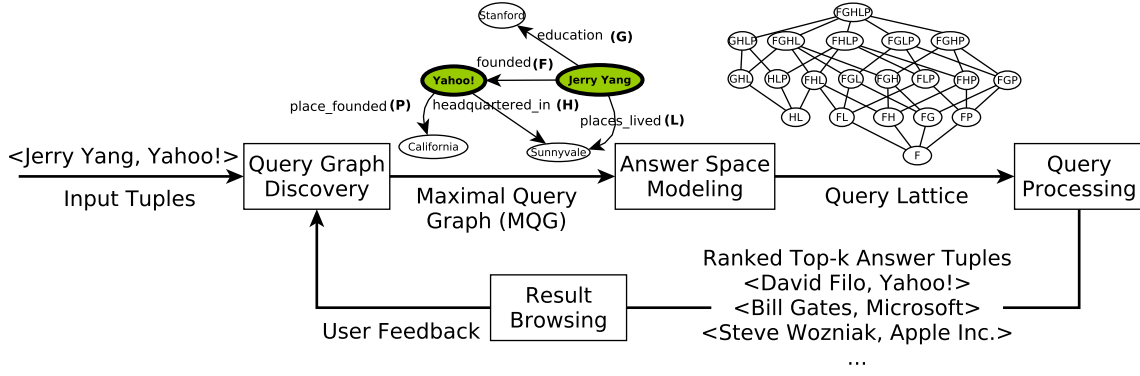 Stanford
education (G)
founded (F)
Yahoo!
Jerry Yang
place_founded (P)
headquartered_in (H)
places_lived (L)
California
Sunnyvale
FGHLP
GHLP FGHL FHLP FGLP FGHP
GHL HLP FHL FGL FGH FLP FHP FGP
HL FL FH FG FP
F
<Jerry Yang, Yahoo!>
Input Tuples
Query Graph
Discovery
Maximal Query
Graph (MQG)
Answer Space
Modeling
Query Lattice
Query
Processing
Ranked Top-k Answer Tuples
<David Filo, Yahoo!>
<Bill Gates, Microsoft>
<Steve Wozniak, Apple Inc.>
...
Result
Browsing
User Feedback